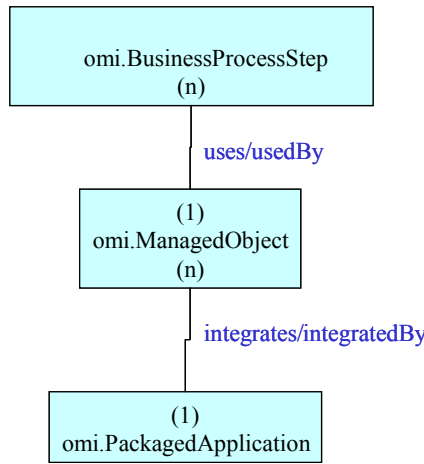 omi.BusinessProcessStep
(n)
uses/usedBy
(1)
omi.ManagedObject
(n)
integrates/integratedBy
(1)
omi.PackagedApplication